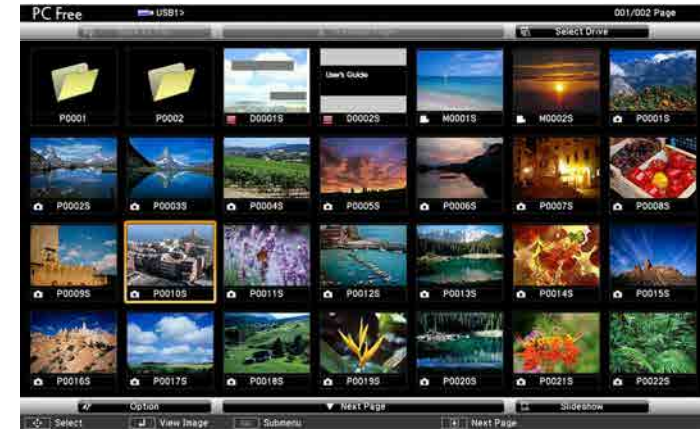 PC Free USB1> 001/002 Page
Select Drive
User's Guide
P0001 P0002 D0001S D0002S M0001S M0002S P0001S
P0002S P0003S P0004S P0005S P0006S P0007S P0008S
P0009S P0010S P0011S P0012S P0013S P0014S P0015S
P0016S P0017S P0018S P0019S P0020S P0021S P0022S
Option ▼ Next Page Slideshow
Select View Image Submenu Next Page